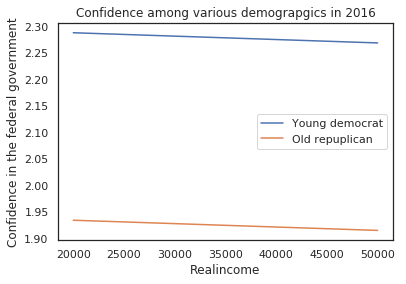 Confidence among various demograpgics in 2016
Confidence in the federal government
2.30
2.25
2.20
2.15
2.10
2.05
2.00
1.95
1.90
Young democrat
Old repuplican
20000 25000 30000 35000 40000 45000 50000
Realincome